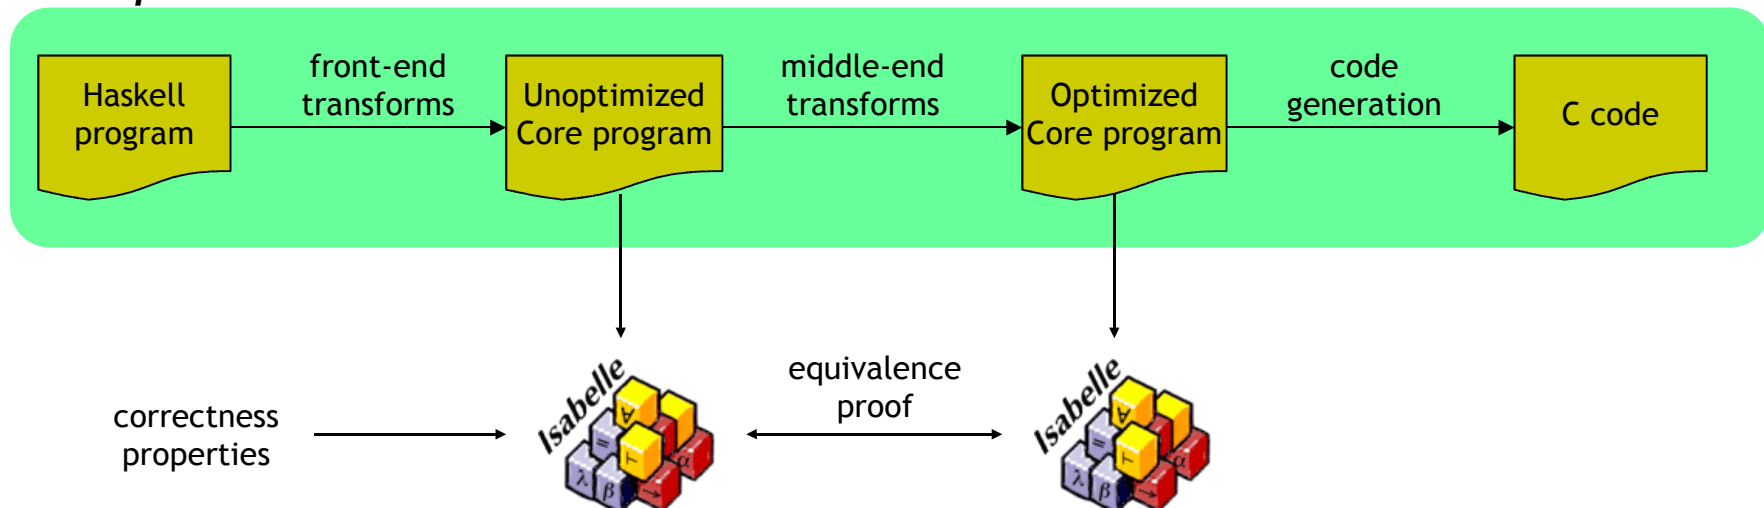 front-end
transforms
middle-end
transforms
code
generation
Haskell
program
Unoptimized
Core program
Optimized
Core program
C code
equivalence
proof
correctness
properties
Isabelle
∀
=
λ
β
α
→
Isabelle
∀
=
λ
β
α
→